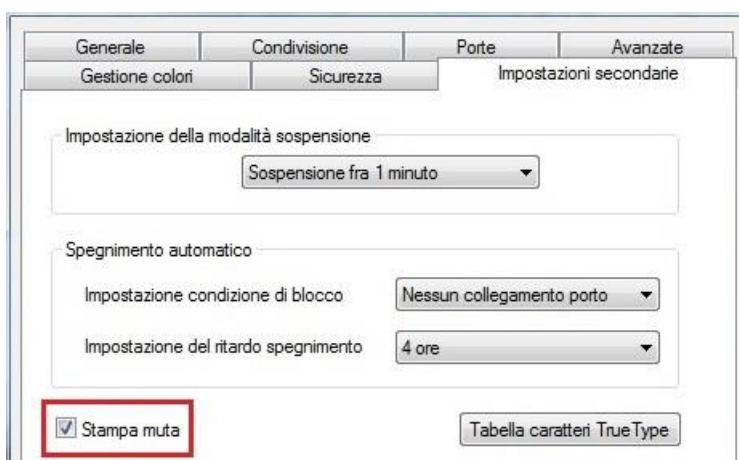 Generale Condivisione Porte Avanzate
Gestione colori Sicurezza Impostazioni secondarie
Impostazione della modalità sospensione
Sospensione fra 1 minuto
Spegnimento automatico
Impostazione condizione di blocco Nessun collegamento porto
Impostazione del ritardo spegnimento 4 ore
Stampa muta Tabella caratteri TrueType